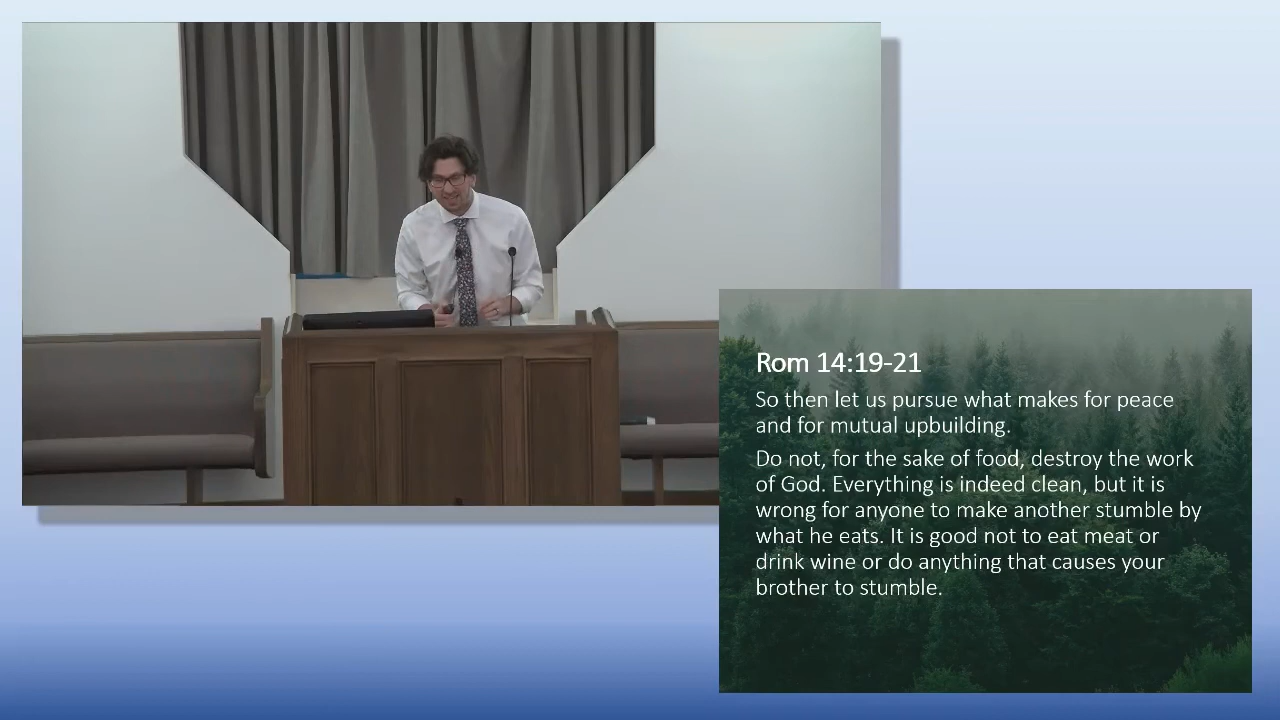 Rom 14:19-21
So then let us pursue what makes for peace
and for mutual upbuilding.
Do not, for the sake of food, destroy the work
of God. Everything is indeed clean, but it is
wrong for anyone to make another stumble by
what he eats. It is good not to eat meat or
drink wine or do anything that causes your
brother to stumble.